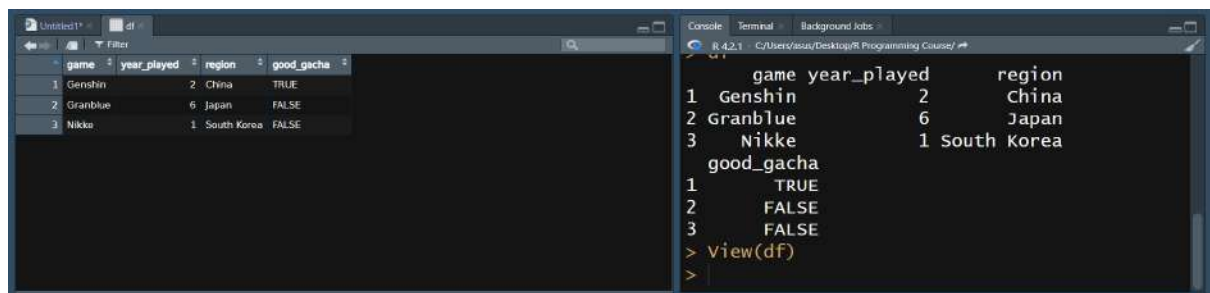 Untitled1*
df
Filter
game year_played region good_gacha
1 Genshin 2 China TRUE
2 Granblue 6 Japan FALSE
3 Nikke 1 South Korea FALSE
Console Terminal Background Jobs
R 4.2.1 · C:/Users/asus/Desktop/R Programming Course/
> df
game year_played region
1 Genshin 2 China
2 Granblue 6 Japan
3 Nikke 1 South Korea
good_gacha
1 TRUE
2 FALSE
3 FALSE
> View(df)
>